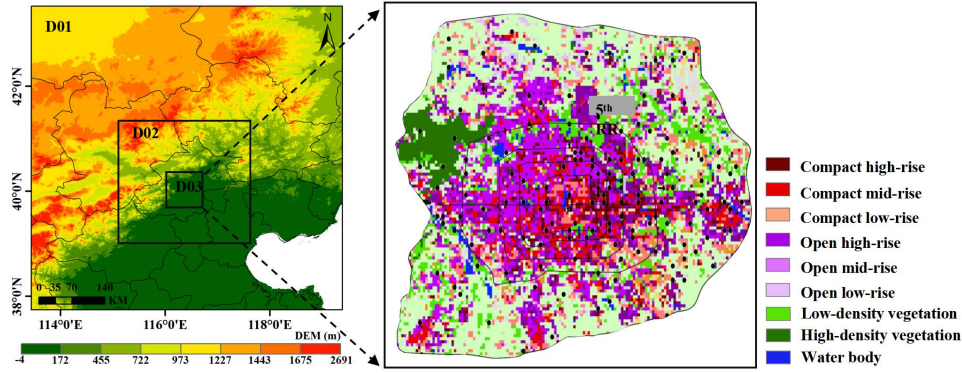 D01
N
D02
D03
42°0'N
40°0'N
38°0'N
0 35 70 140
KM
114°0'E 116°0'E 118°0'E
DEM (m)
-4 172 455 722 973 1227 1443 1675 2691
5th
RR
Compact high-rise
Compact mid-rise
Compact low-rise
Open high-rise
Open mid-rise
Open low-rise
Low-density vegetation
High-density vegetation
Water body